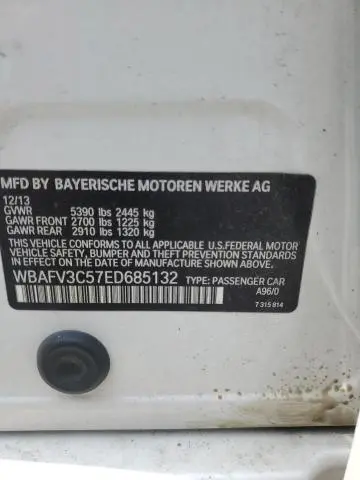 MFD BY BAYERISCHE MOTOREN WERKE AG
12/13
GVWR 5390 lbs 2445 kg
GAWR FRONT 2700 lbs 1225 kg
GAWR REAR 2910 lbs 1320 kg
THIS VEHICLE CONFORMS TO ALL APPLICABLE U.S.FEDERAL MOTOR
VEHICLE SAFETY, BUMPER, AND THEFT PREVENTION STANDARDS
IN EFFECT ON THE DATE OF MANUFACTURE SHOWN ABOVE.
WBAFV3C57ED685132 TYPE: PASSENGER CAR
A96/0
7 315 814